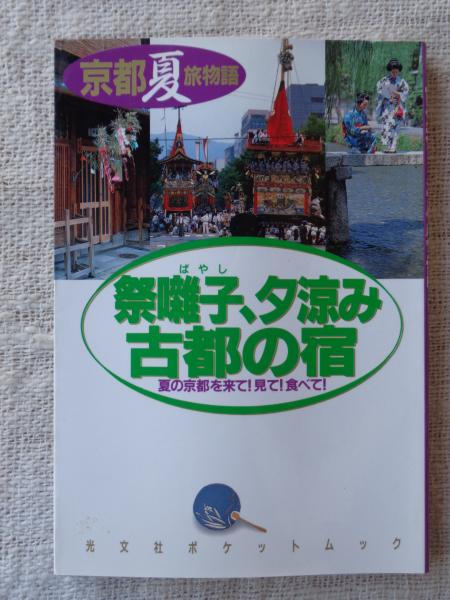 京都夏旅物語
ばやし
祭囃子、夕涼み
古都の宿
夏の京都を来て!見て!食べて!
光文社ポケットムック